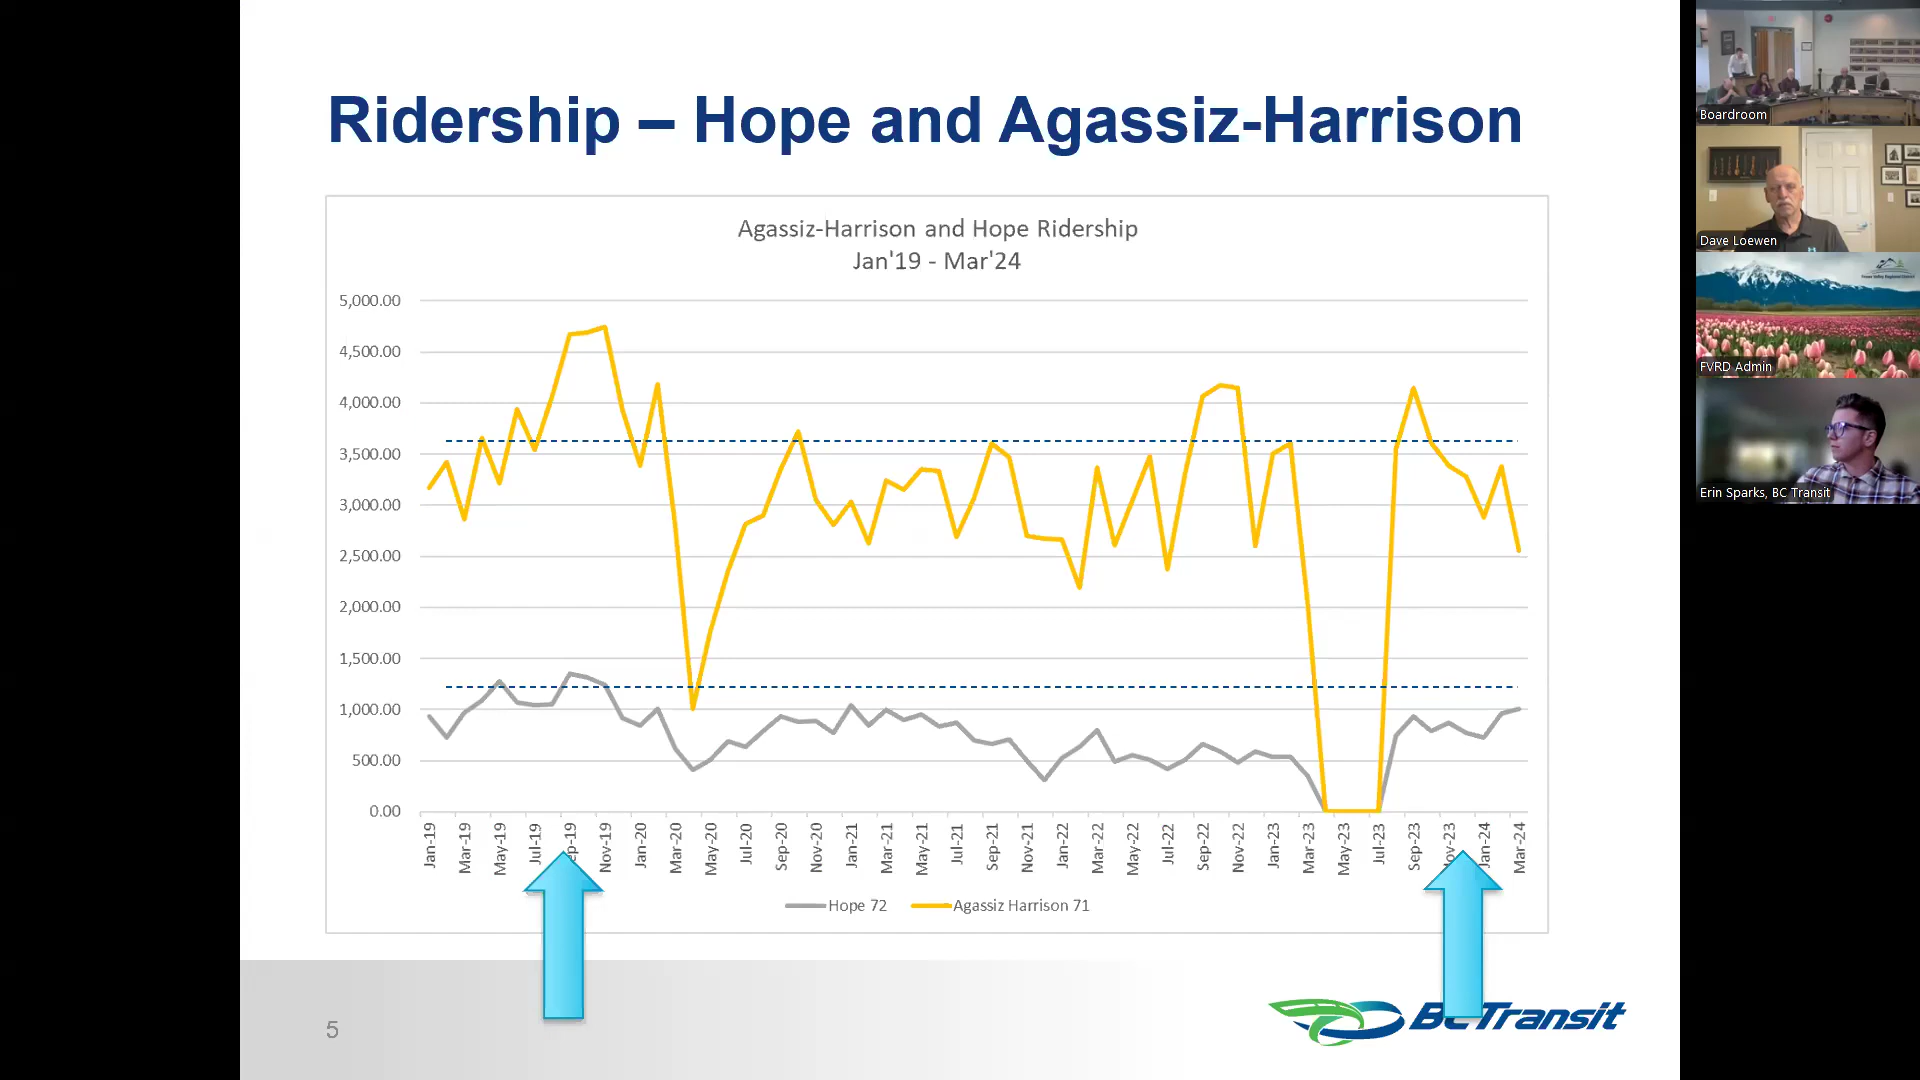 Ridership – Hope and Agassiz-Harrison
Agassiz-Harrison and Hope Ridership
Jan'19 - Mar'24
5,000.00
4,500.00
4,000.00
3,500.00
3,000.00
2,500.00
2,000.00
1,500.00
1,000.00
500.00
0.00
Jan-19
Mar-19
May-19
Jul-19
ep-19
Nov-19
Jan-20
Mar-20
May-20
Jul-20
Sep-20
Nov-20
Jan-21
Mar-21
May-21
Jul-21
Sep-21
Nov-21
Jan-22
Mar-22
May-22
Jul-22
Sep-22
Nov-22
Jan-23
Mar-23
May-23
Jul-23
Sep-23
ov-23
Jan-24
Mar-24
Hope 72
Agassiz Harrison 71
5
BC Transit
Boardroom
Dave Loewen
FVRD Admin
Erin Sparks, BC Transit